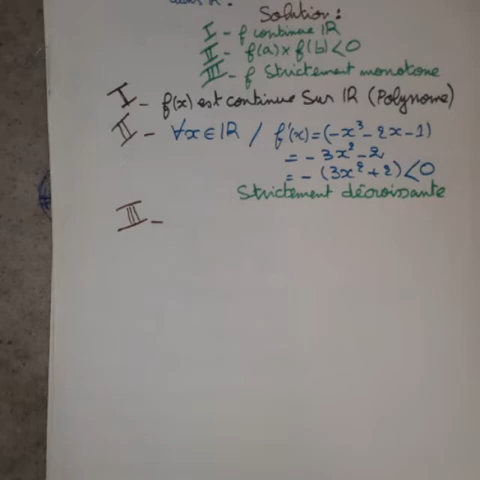 Solution:
I - f continue IR
II - f(a) x f(b) < 0
III - f Strictement monotone
I - f(x) est continue Sur IR (Polynome)
II - ∀x ∈ IR / f'(x) = (-x³ - 2x - 1)
= - 3x² - 2
= - (3x² + 2) < 0
Strictement décroissante
III -